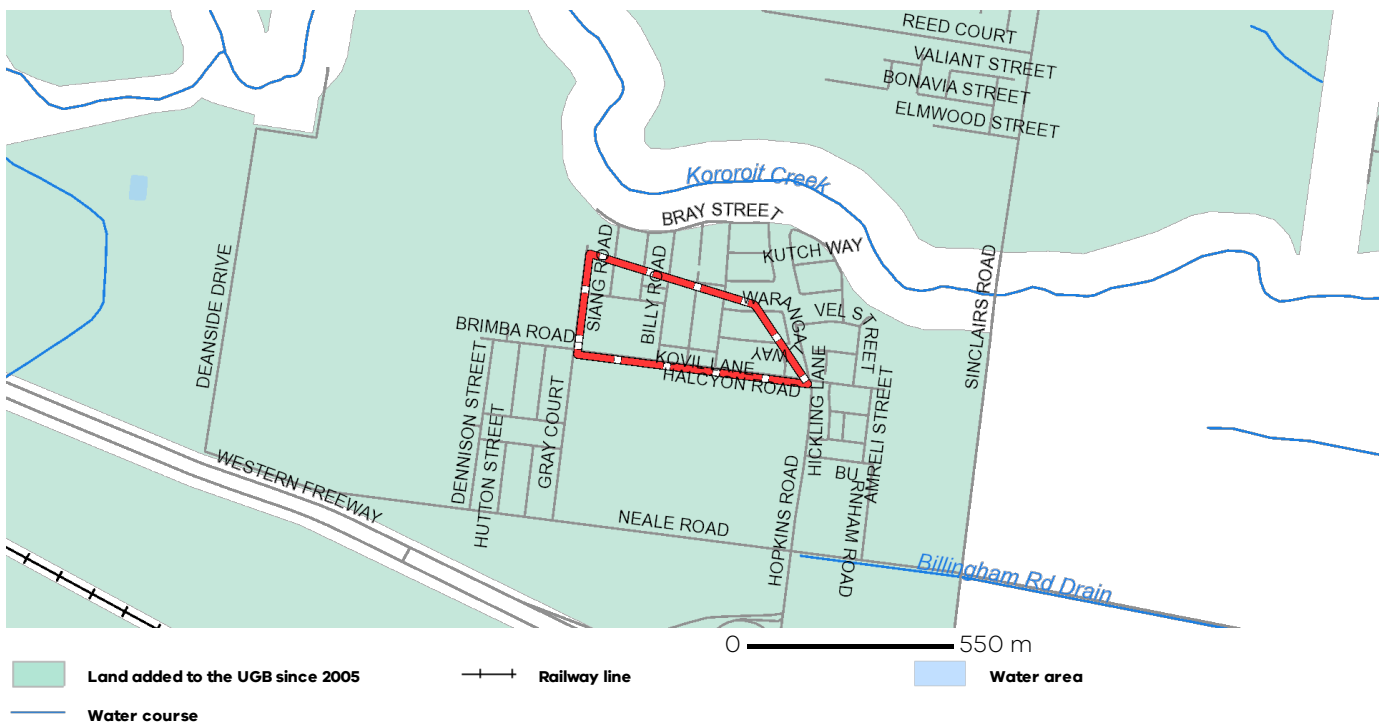 REED COURT
VALIANT STREET
BONAVIA STREET
ELMWOOD STREET
Kororoit Creek
BRAY STREET
KUTCH WAY
SIANG ROAD
BILLY ROAD
DEANSIDE DRIVE
SINCLAIRS ROAD
WARANGAL
WAY
VEL STREET
BRIMBA ROAD
KOVIL LANE
HALCYON ROAD
HICKLING LANE
DENNISON STREET
HUTTON STREET
GRAY COURT
AMRELI STREET
WESTERN FREEWAY
NEALE ROAD
HOPKINS ROAD
BURNHAM ROAD
Billingham Rd Drain
0 550 m
Land added to the UGB since 2005
Railway line
Water area
Water course